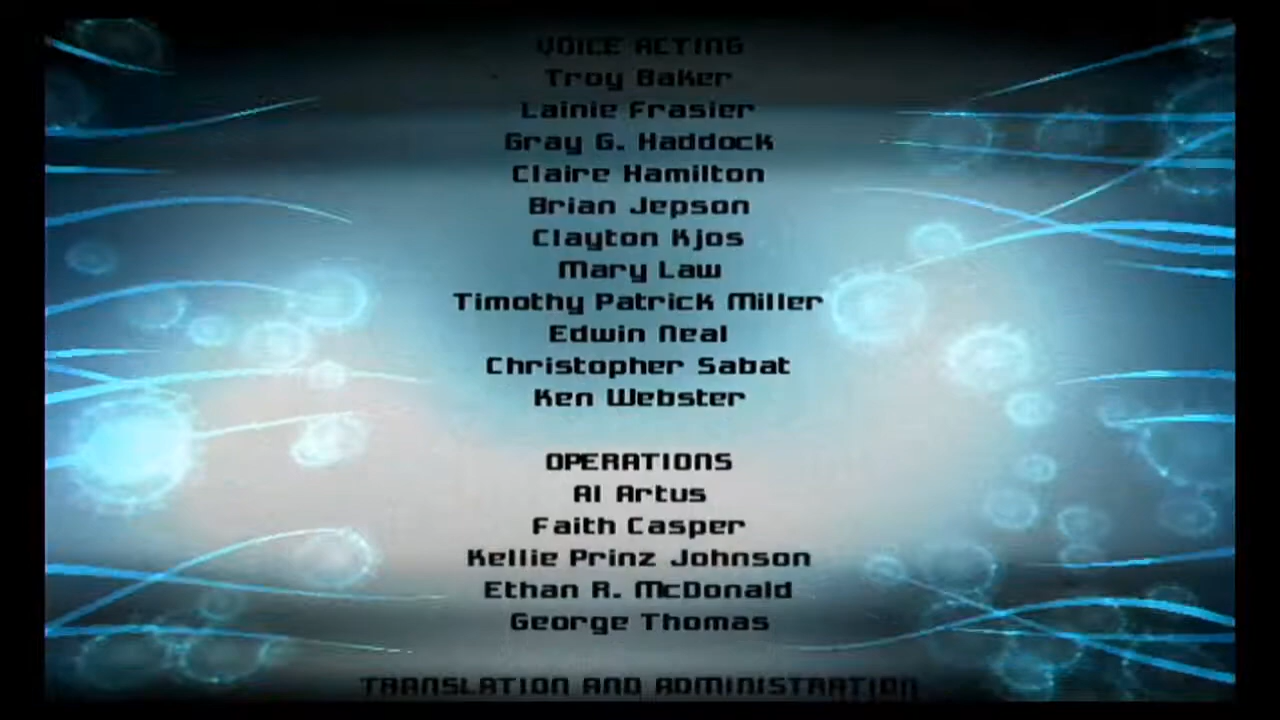 VOICE ACTING
Troy Baker
Lainie Frasier
Gray G. Haddock
Claire Hamilton
Brian Jepson
Clayton Kjos
Mary Law
Timothy Patrick Miller
Edwin Neal
Christopher Sabat
Ken Webster
OPERATIONS
Al Artus
Faith Casper
Kellie Prinz Johnson
Ethan R. McDonald
George Thomas
TRANSLATION AND ADMINISTRATION